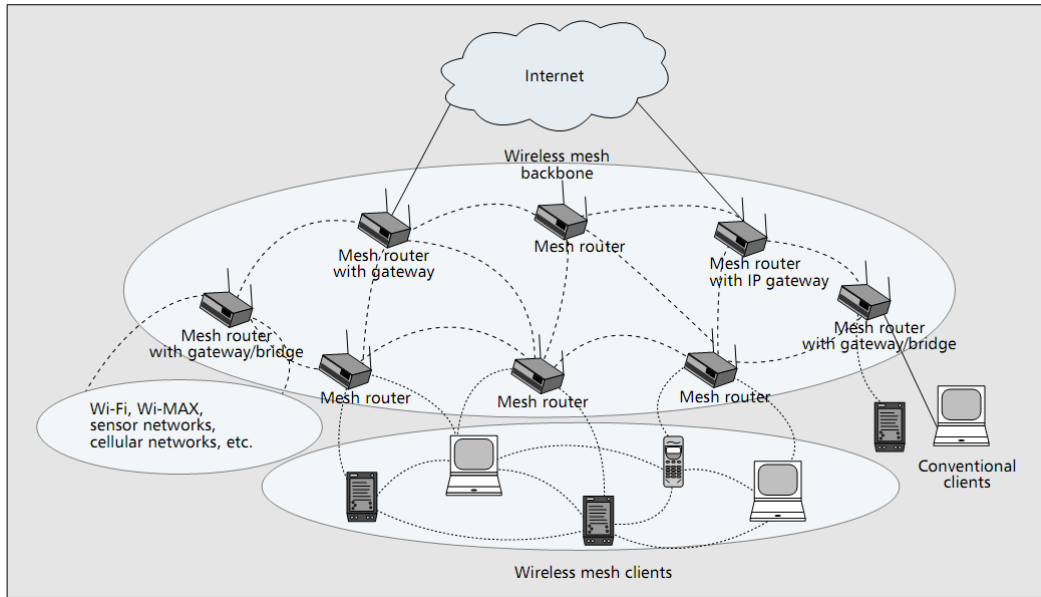 Internet
Wireless mesh
backbone
Mesh router
with gateway
Mesh router
Mesh router
with IP gateway
Mesh router
with gateway/bridge
Mesh router
with gateway/bridge
Mesh router
Mesh router
Mesh router
Wi-Fi, Wi-MAX,
sensor networks,
cellular networks, etc.
Conventional
clients
Wireless mesh clients